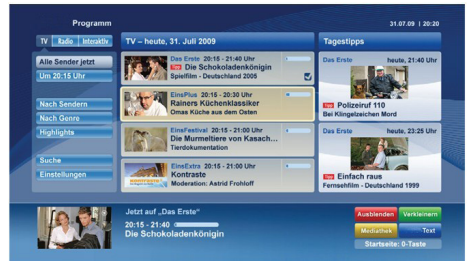 Programm
31.07.09 | 20:20
TV Radio Interaktiv
TV – heute, 31. Juli 2009
Tagestipps
Alle Sender jetzt
Um 20:15 Uhr
Nach Sendern
Nach Genre
Highlights
Suche
Einstellungen
Das Erste 20:15 - 21:40 Uhr
Tipp Die Schokoladenkönigin
Spielfilm - Deutschland 2005
EinsPlus 20:15 - 20:30 Uhr
Rainers Küchenklassiker
Omas Küche aus dem Osten
EinsFestival 20:15 - 21:00 Uhr
Die Murmeltiere von Kasach...
Tierdokumentation
EinsExtra 20:15 - 21:00 Uhr
Kontraste
Moderation: Astrid Frohloff
Das Erste heute, 21:40 Uhr
Tipp Polizeiruf 110
Bei Klingelzeichen Mord
Das Erste heute, 23:25 Uhr
Tipp Einfach raus
Fernsehfilm - Deutschland 1999
Jetzt auf „Das Erste“
20:15 - 21:40
Die Schokoladenkönigin
Ausblenden Verkleinern
Mediathek Text
Startseite: 0-Taste